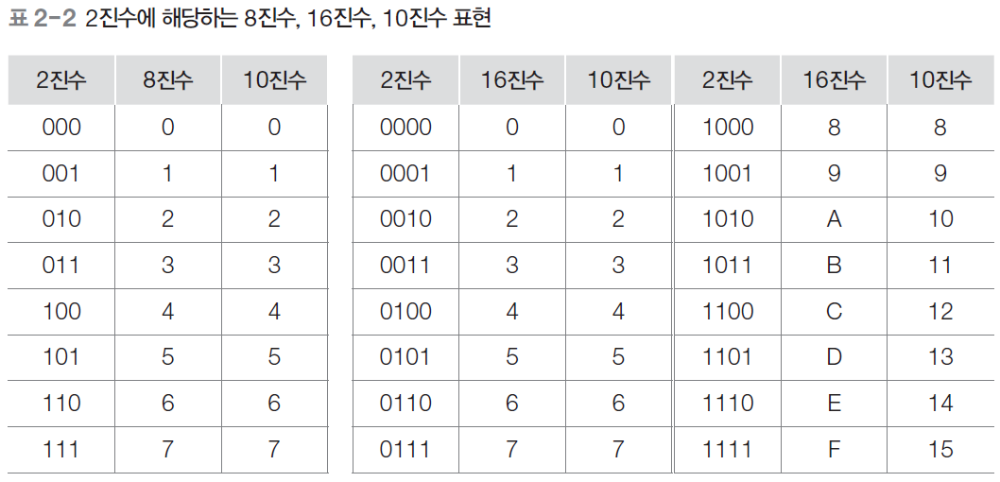 표 2-2 2진수에 해당하는 8진수, 16진수, 10진수 표현
2진수 8진수 10진수 2진수 16진수 10진수 2진수 16진수 10진수
000 0 0 0000 0 0 1000 8 8
001 1 1 0001 1 1 1001 9 9
010 2 2 0010 2 2 1010 A 10
011 3 3 0011 3 3 1011 B 11
100 4 4 0100 4 4 1100 C 12
101 5 5 0101 5 5 1101 D 13
110 6 6 0110 6 6 1110 E 14
111 7 7 0111 7 7 1111 F 15